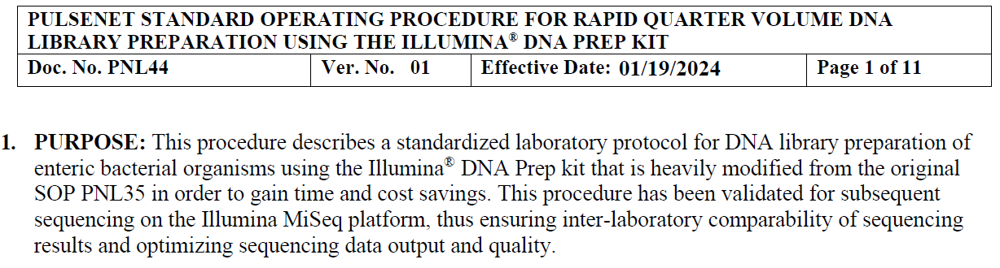 PULSENET STANDARD OPERATING PROCEDURE FOR RAPID QUARTER VOLUME DNA
LIBRARY PREPARATION USING THE ILLUMINA® DNA PREP KIT
Doc. No. PNL44 Ver. No. 01 Effective Date: 01/19/2024 Page 1 of 11
1. PURPOSE: This procedure describes a standardized laboratory protocol for DNA library preparation of
enteric bacterial organisms using the Illumina® DNA Prep kit that is heavily modified from the original
SOP PNL35 in order to gain time and cost savings. This procedure has been validated for subsequent
sequencing on the Illumina MiSeq platform, thus ensuring inter-laboratory comparability of sequencing
results and optimizing sequencing data output and quality.